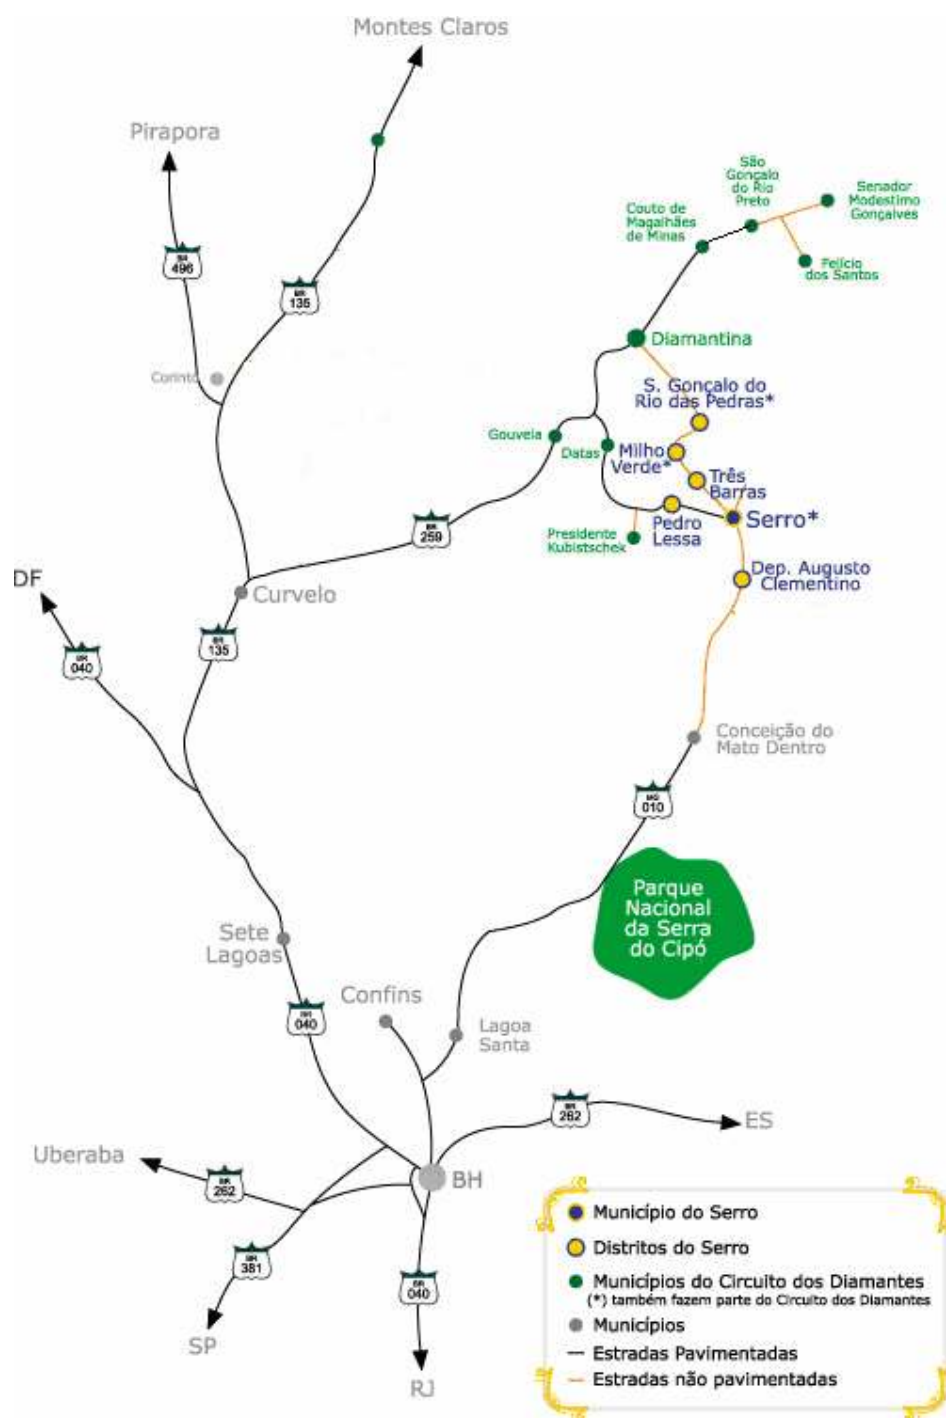 Montes Claros
Pirapora
São
Gonçalo
do Rio
Preto
Senador
Modestimo
Gonçalves
Couto de
Magalhães
de Minas
BR
496
Felício
dos Santos
BR
135
Diamantina
Corinto
S. Gonçalo do
Rio das Pedras*
Gouveia
Datas
Milho
Verde*
Três
Barras
BR
259
Pedro
Lessa
Serro*
Presidente
Kubistschek
Dep. Augusto
Clementino
DF
Curvelo
BR
135
BR
040
Conceição do
Mato Dentro
MG
010
Parque
Nacional
da Serra
do Cipó
Sete
Lagoas
Confins
BR
040
Lagoa
Santa
BR
262
ES
Uberaba
BR
262
BH
BR
381
BR
040
SP
RJ
Município do Serro
Distritos do Serro
Municípios do Circuito dos Diamantes
(*) também fazem parte do Circuito dos Diamantes
Municípios
Estradas Pavimentadas
Estradas não pavimentadas